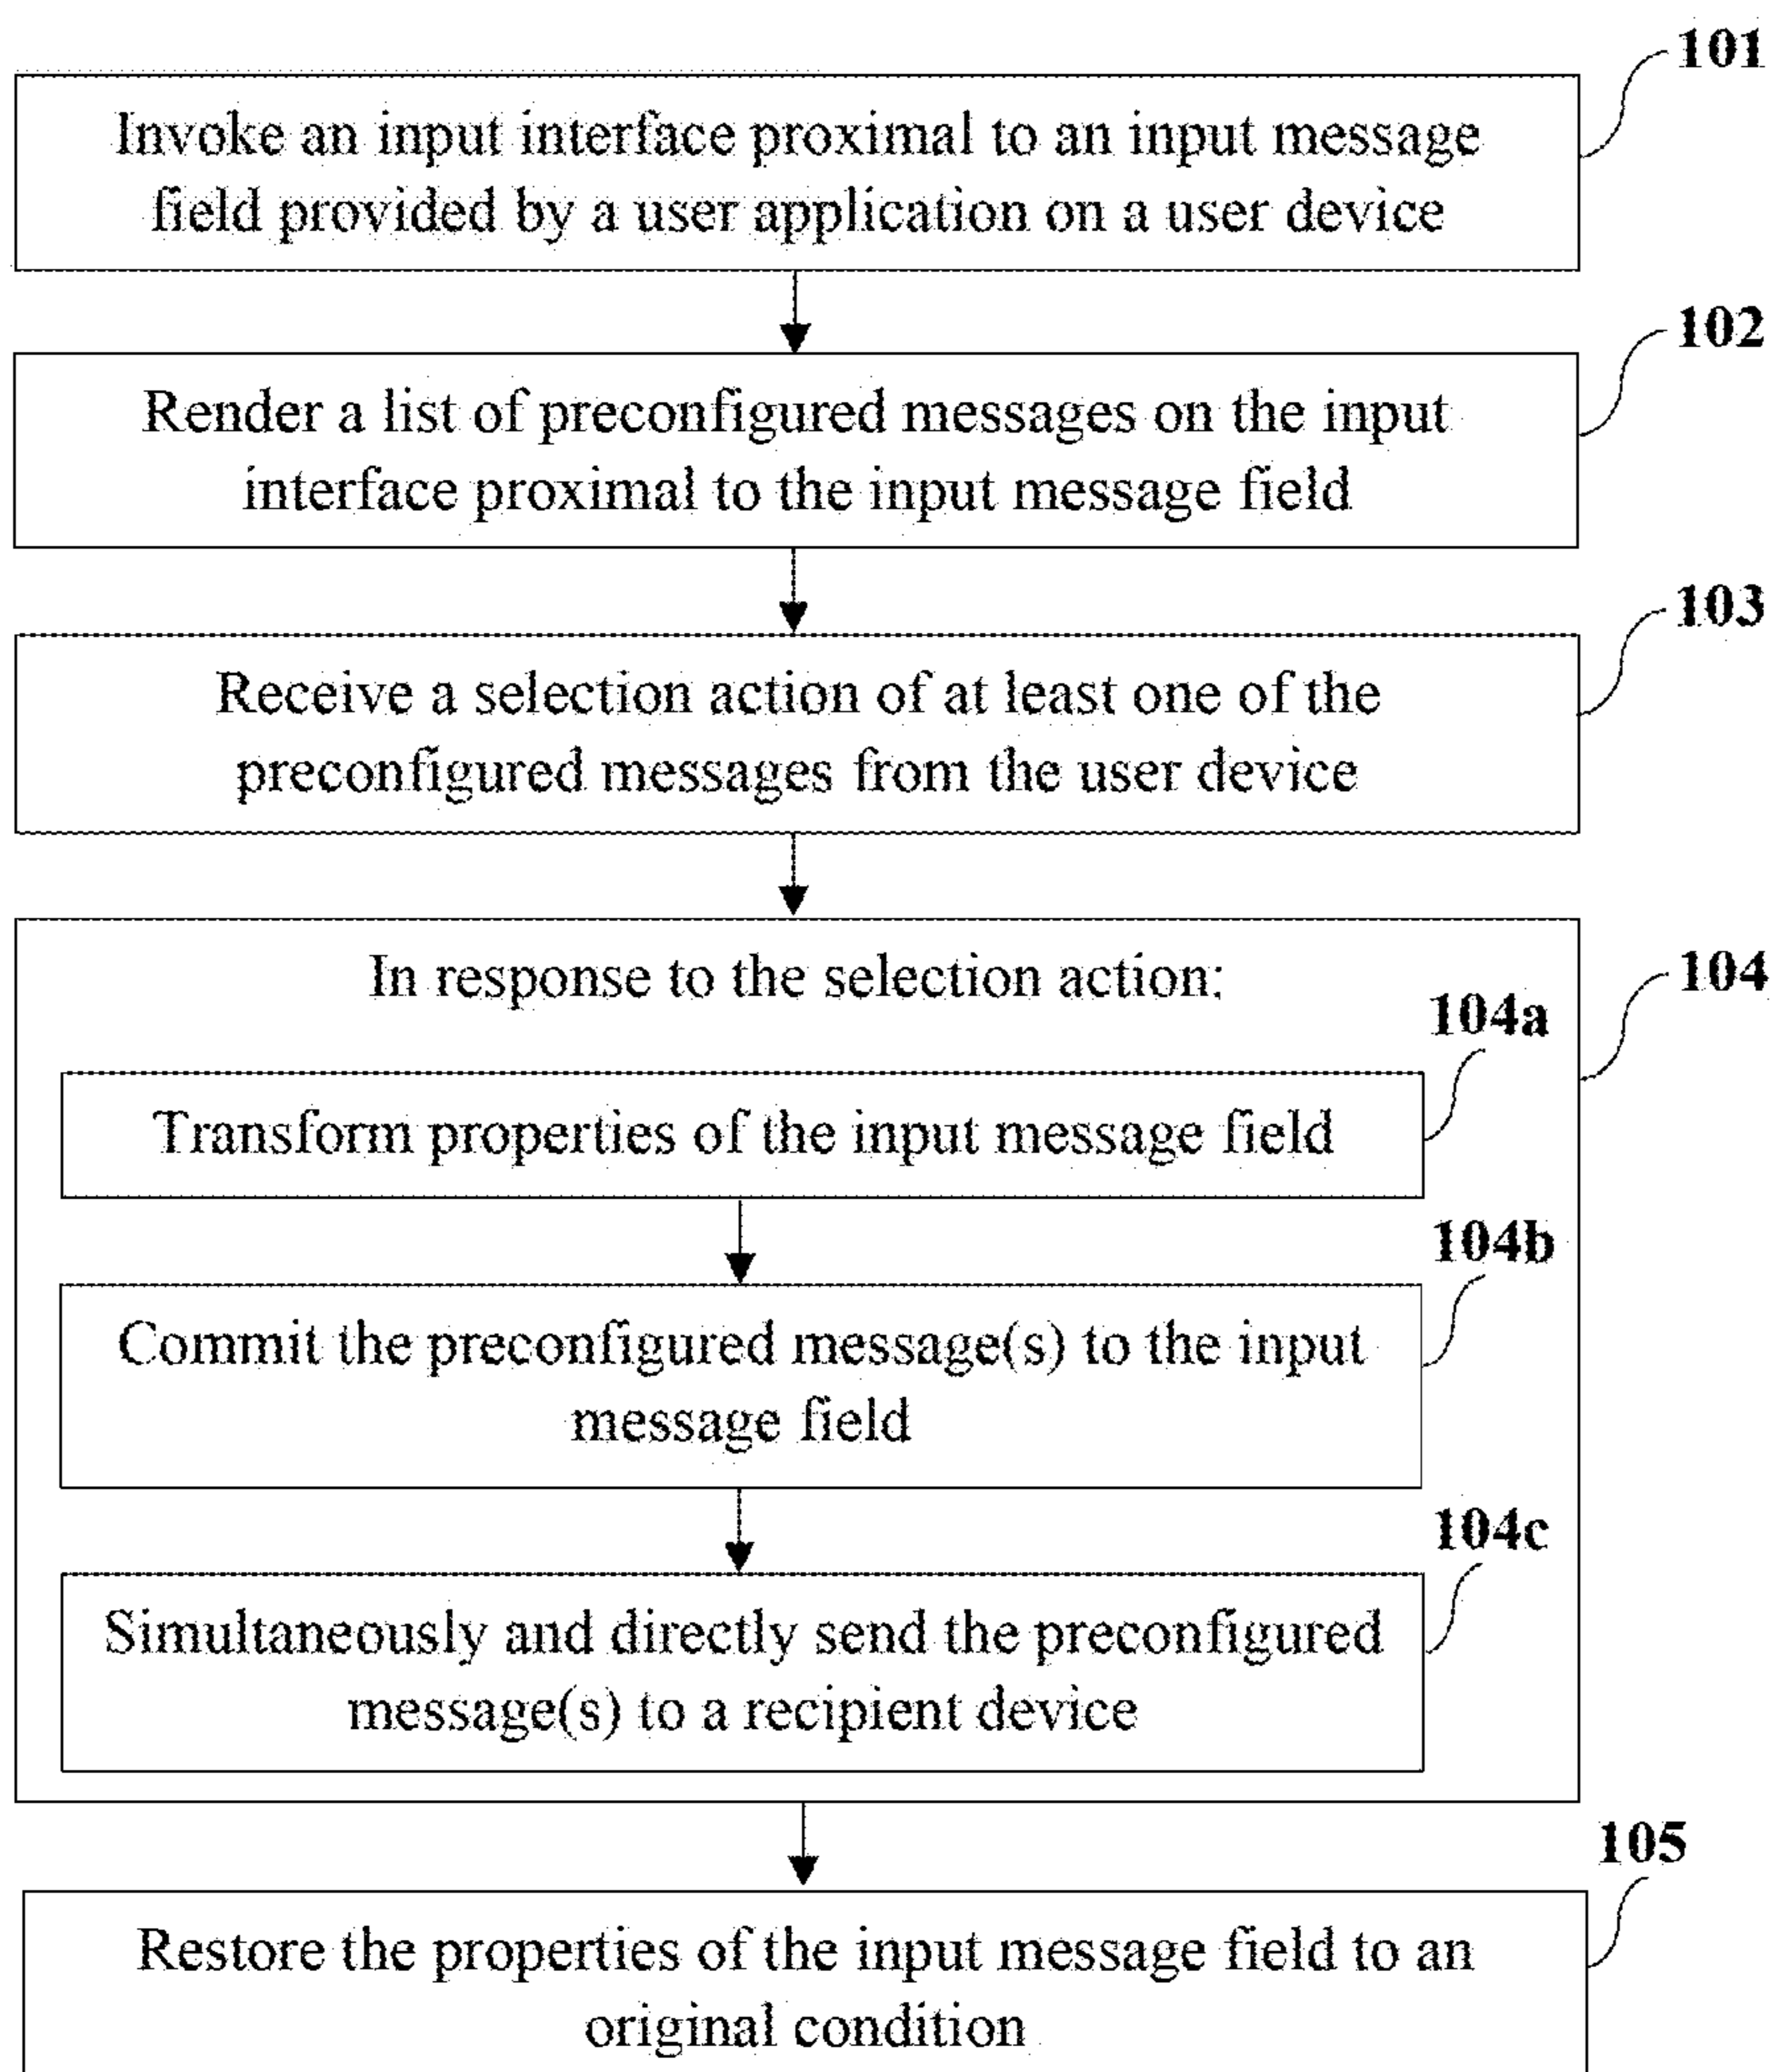 101
Invoke an input interface proximal to an input message
field provided by a user application on a user device
102
Render a list of preconfigured messages on the input
interface proximal to the input message field
103
Receive a selection action of at least one of the
preconfigured messages from the user device
104
In response to the selection action:
104a
Transform properties of the input message field
104b
Commit the preconfigured message(s) to the input
message field
104c
Simultaneously and directly send the preconfigured
message(s) to a recipient device
105
Restore the properties of the input message field to an
original condition